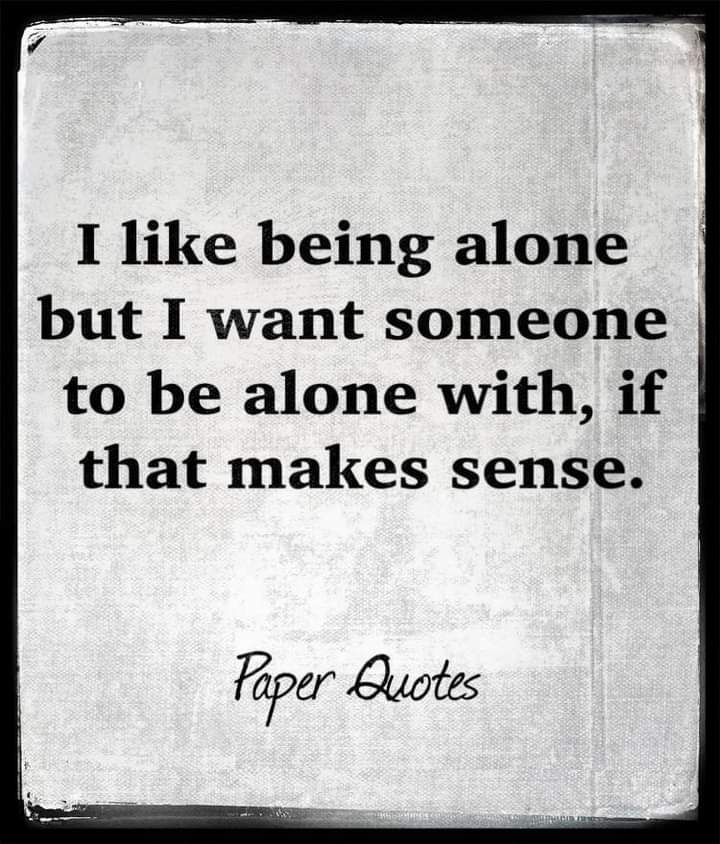 I like being alone
but I want someone
to be alone with, if
that makes sense.
Paper Quotes